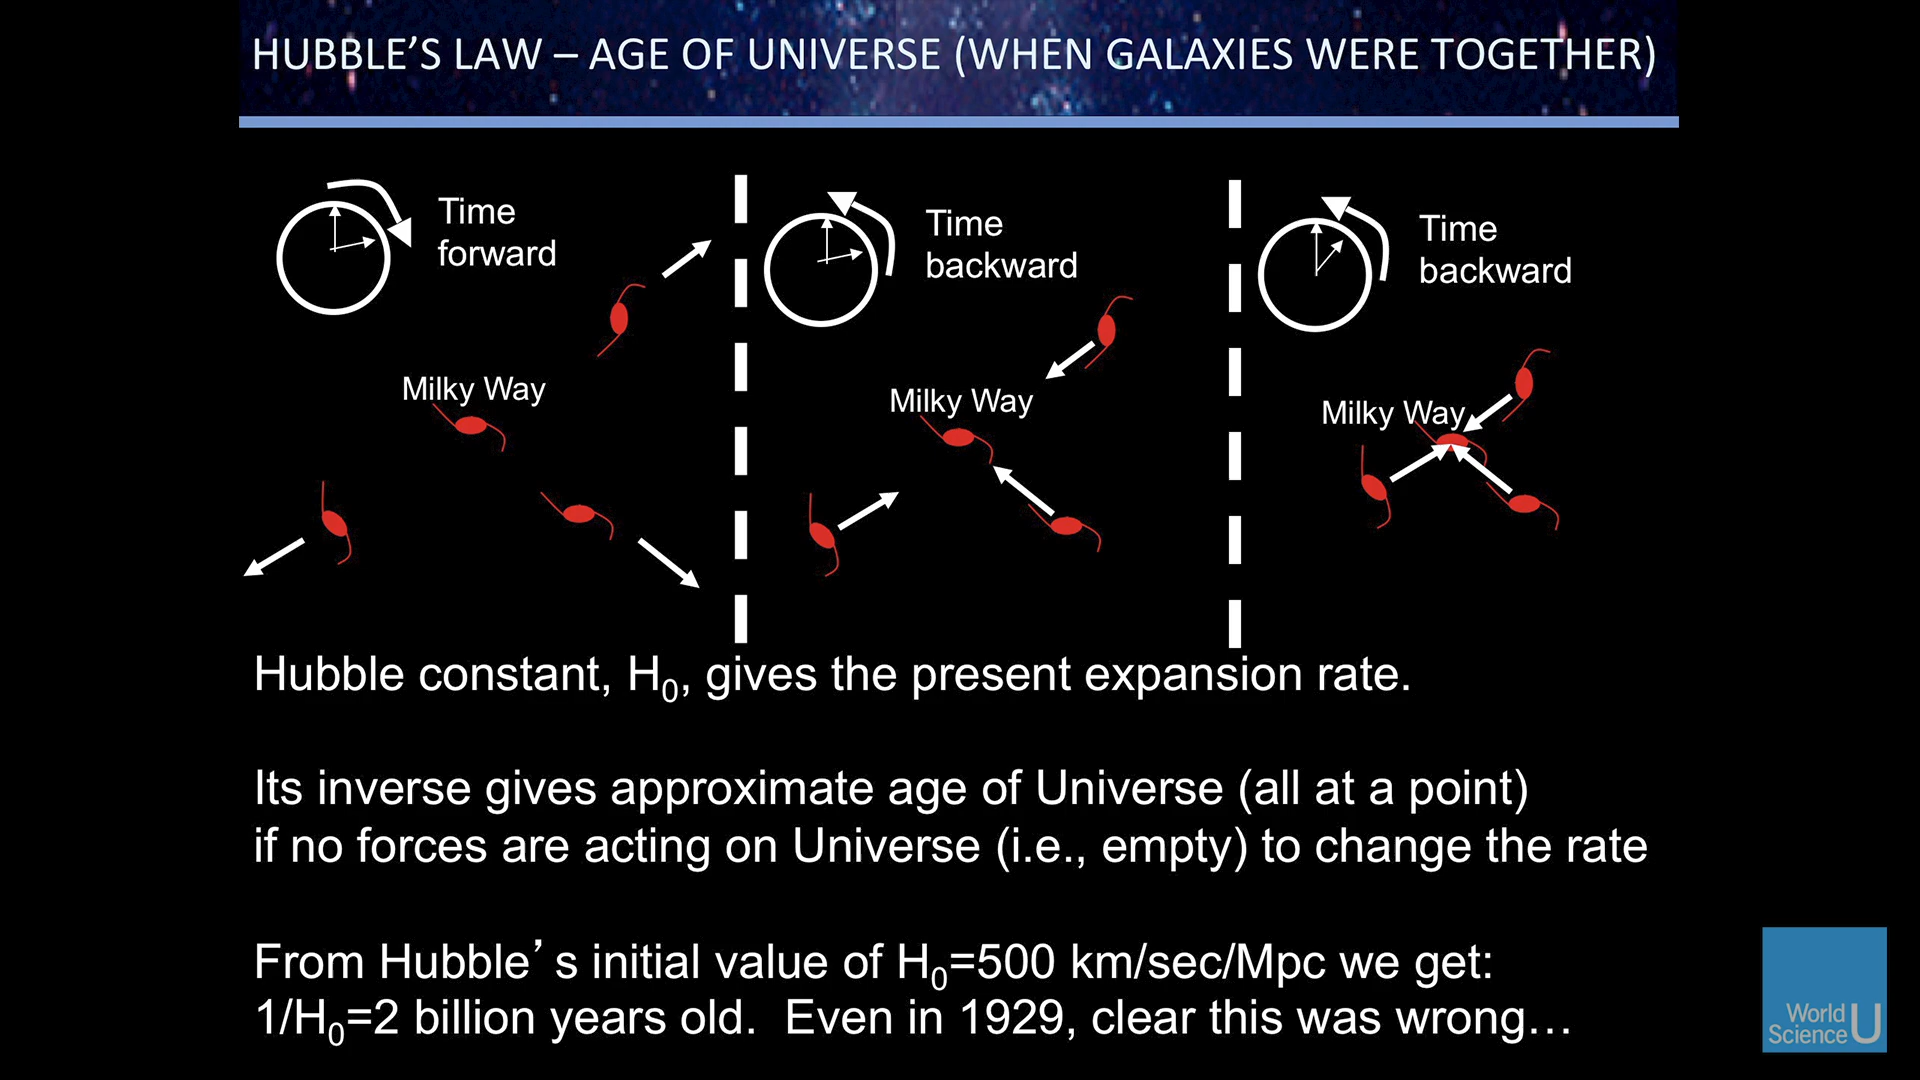 HUBBLE’S LAW – AGE OF UNIVERSE (WHEN GALAXIES WERE TOGETHER)
Time
forward
Milky Way
Time
backward
Milky Way
Time
backward
Milky Way
Hubble constant, H₀, gives the present expansion rate.
Its inverse gives approximate age of Universe (all at a point)
if no forces are acting on Universe (i.e., empty) to change the rate
From Hubble’s initial value of H₀=500 km/sec/Mpc we get:
1/H₀=2 billion years old.  Even in 1929, clear this was wrong…
World
Science U